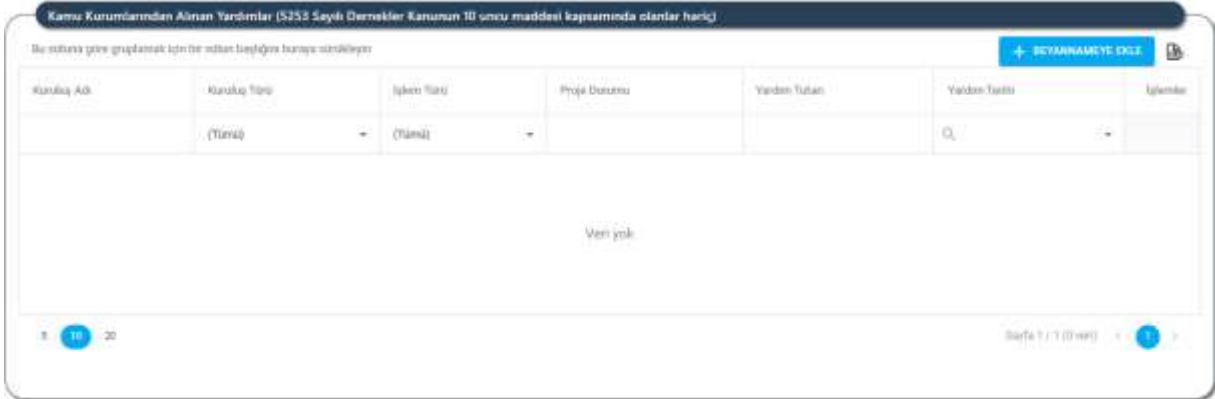 Kamu Kurumlarından Alınan Yardımlar (5253 Sayılı Dernekler Kanunun 10 uncu maddesi kapsamında olanlar hariç)
Bu sütuna göre gruplamak için bir sütun başlığını buraya sürükleyin
+ BEYANNAMEYE EKLE
Kuruluş Adı Kuruluş Türü İşlem Türü Proje Durumu Yardım Tutarı Yardım Tarihi İşlemler
(Tümü) (Tümü)
Veri yok
5 10 20 Sayfa 1 / 1 (0 veri) < 1 >